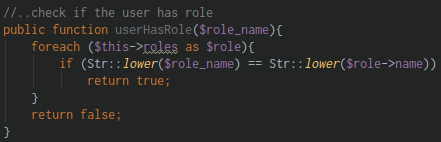 //..check if the user has role
public function userHasRole($role_name){
    foreach ($this->roles as $role){
        if (Str::lower($role_name) == Str::lower($role->name))
            return true;
    }
    return false;
}